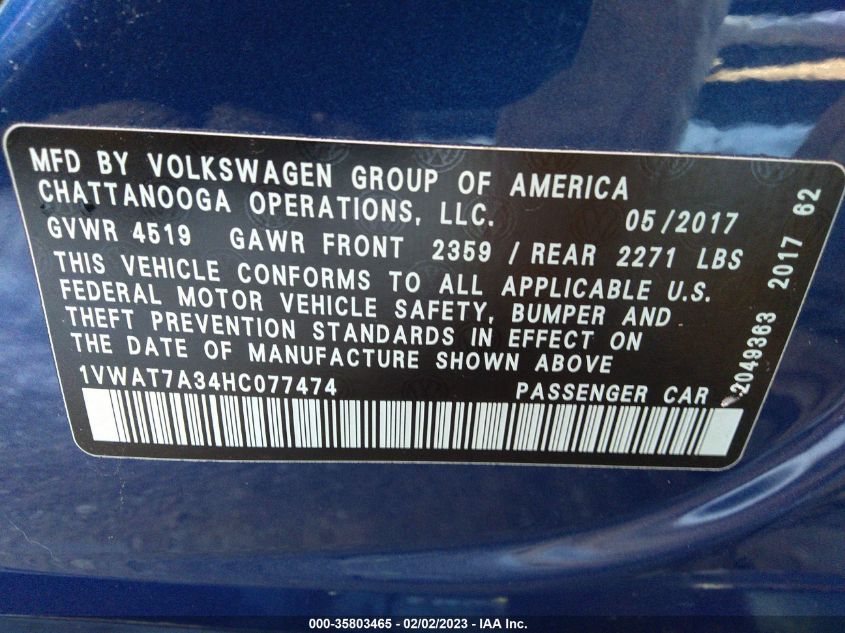 MFD BY VOLKSWAGEN GROUP OF AMERICA
CHATTANOOGA OPERATIONS, LLC. 05/2017
GVWR 4519 GAWR FRONT 2359 / REAR 2271 LBS
THIS VEHICLE CONFORMS TO ALL APPLICABLE U.S.
FEDERAL MOTOR VEHICLE SAFETY, BUMPER AND
THEFT PREVENTION STANDARDS IN EFFECT ON
THE DATE OF MANUFACTURE SHOWN ABOVE
1VWAT7A34HC077474 PASSENGER CAR
2049363 2017 62
000-35803465 - 02/02/2023 - IAA Inc.